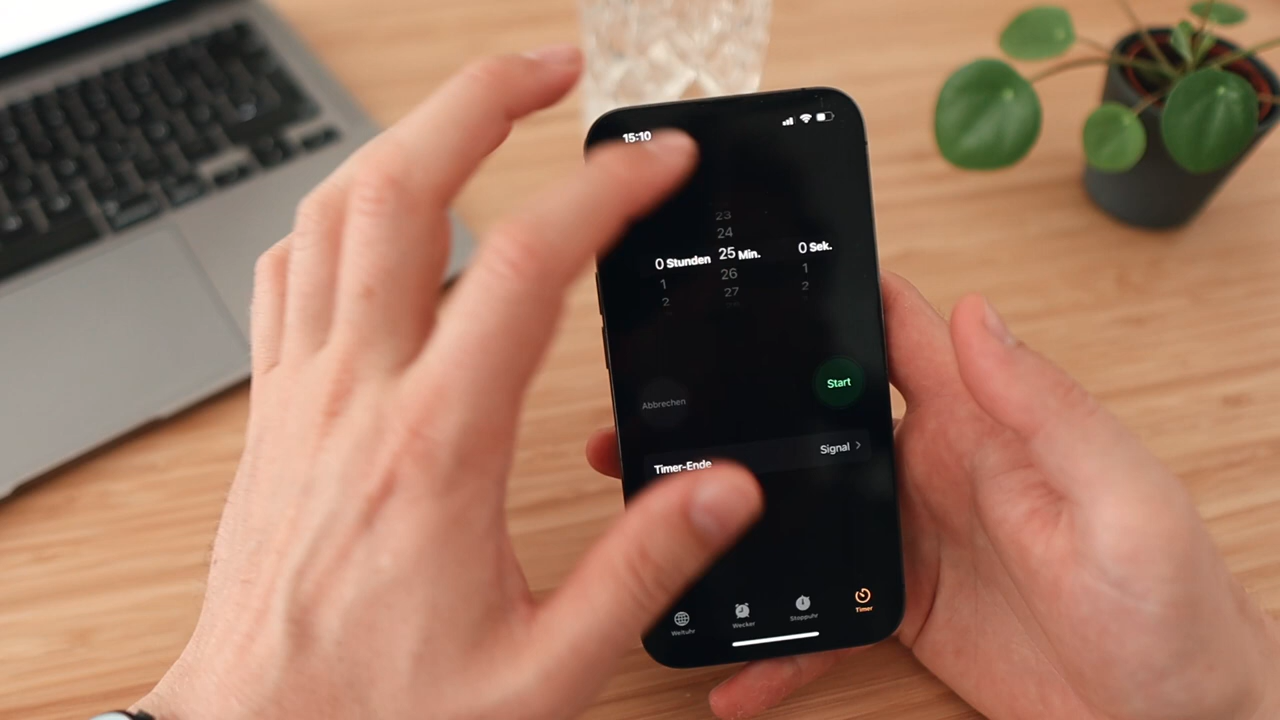 15:10
23
24
0 Stunden 25 Min. 0 Sek.
1 26 1
2 27 2
Start
Abbrechen
Timer-Ende Signal
Weltuhr Wecker Stoppuhr Timer